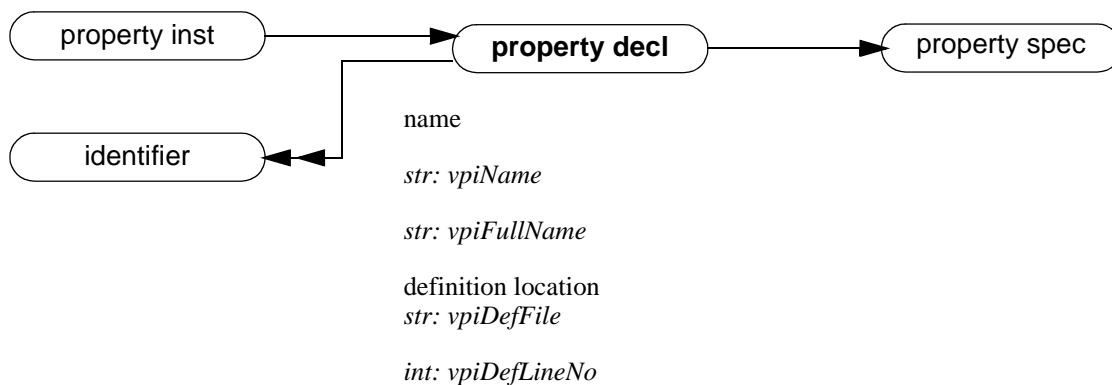 property inst
property decl
property spec
identifier
name
str: vpiName
str: vpiFullName
definition location
str: vpiDefFile
int: vpiDefLineNo